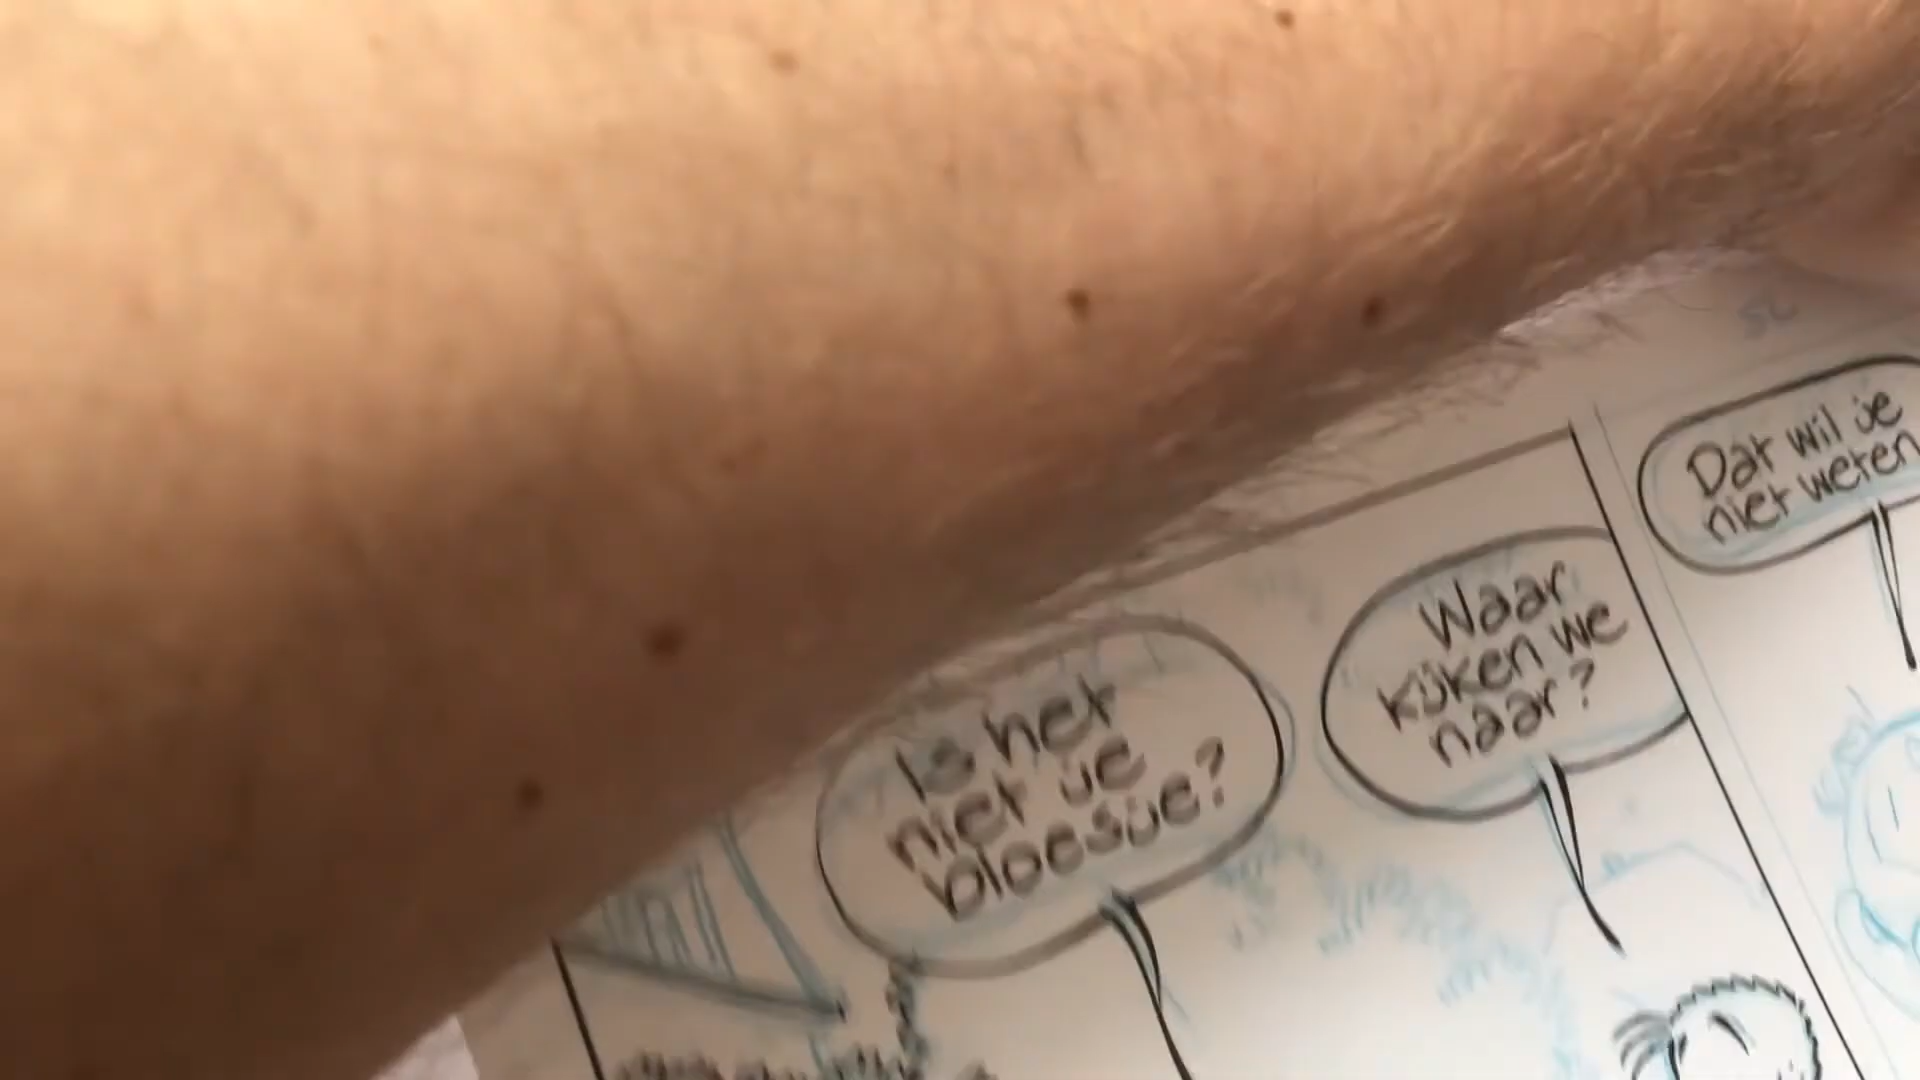 Is het
niet je
bloesje?
Waar
kijken we
naar?
Dat wil je
niet weten